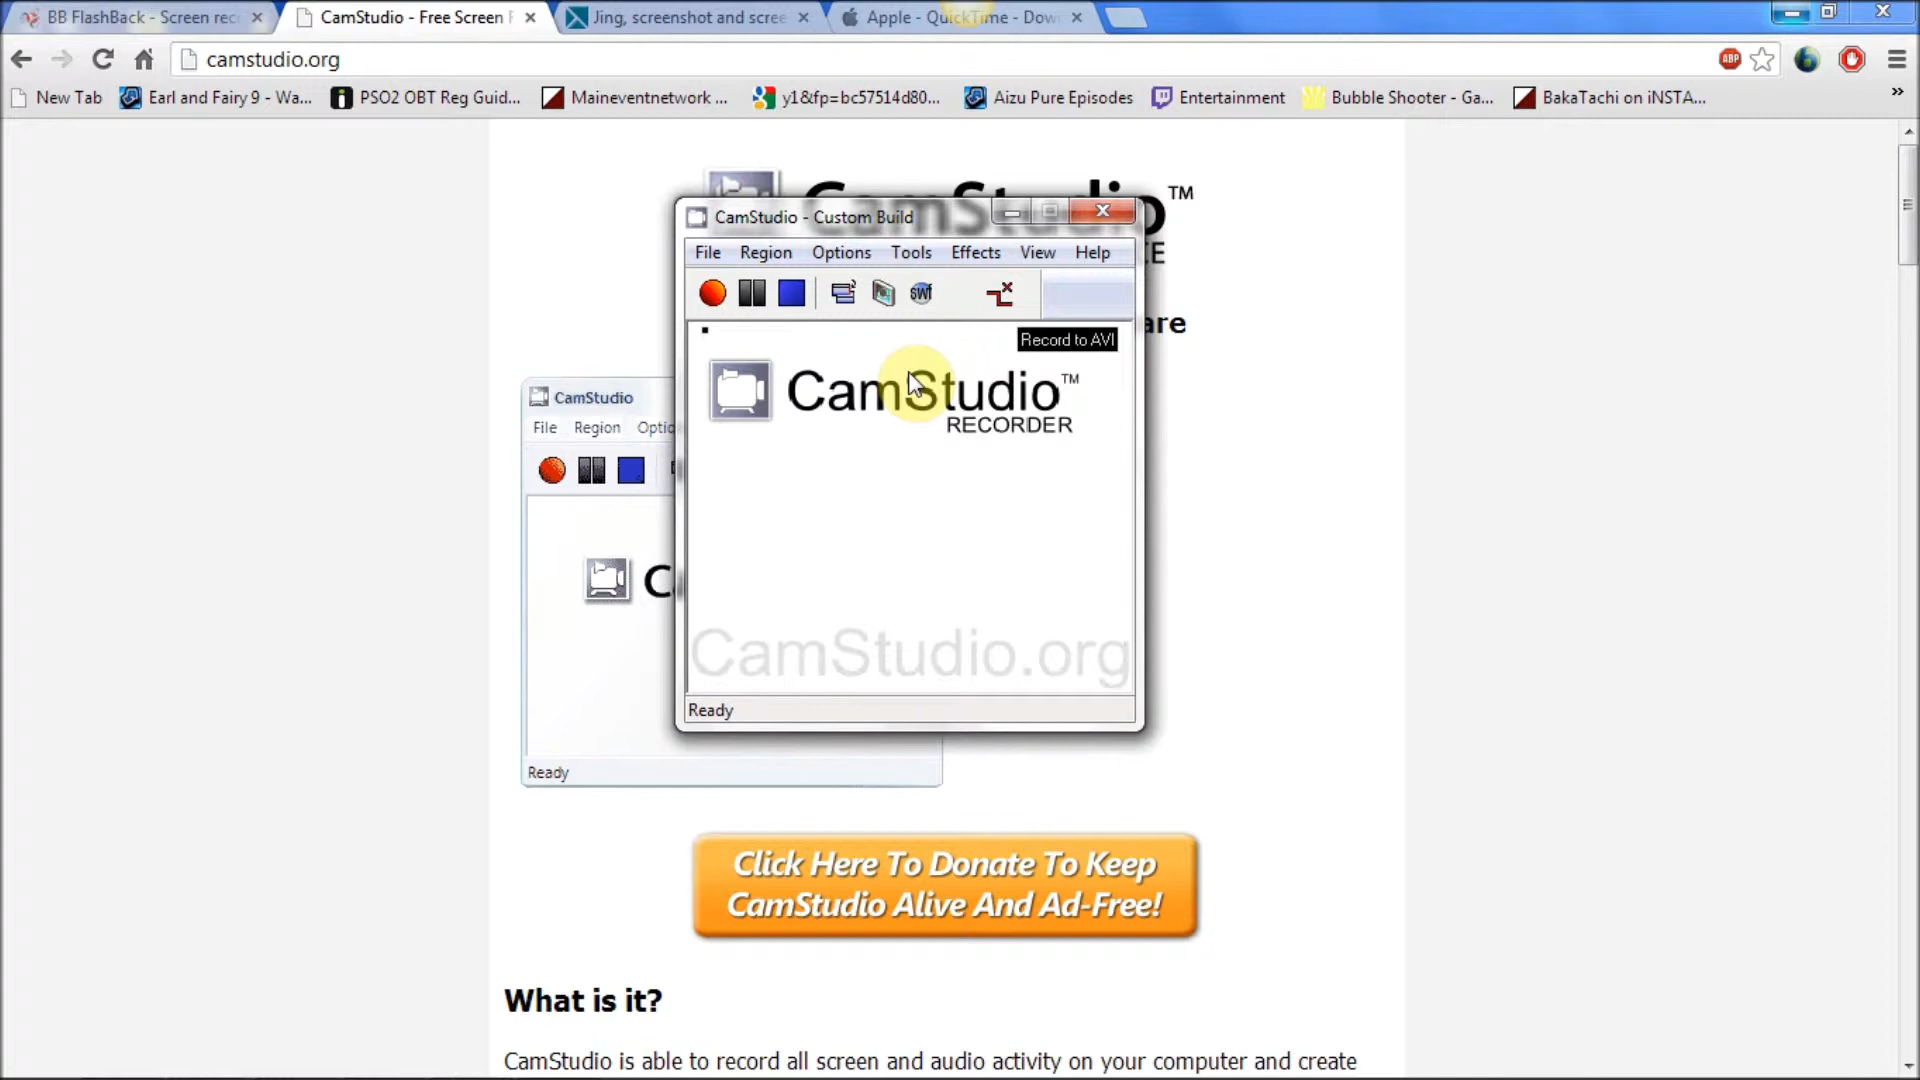 BB FlashBack - Screen rec
CamStudio - Free Screen F
Jing, screenshot and scree
Apple - QuickTime - Dow
camstudio.org
ABP
New Tab
Earl and Fairy 9 - Wa...
PSO2 OBT Reg Guid...
Maineventnetwork ...
y1&fp=bc57514d80...
Aizu Pure Episodes
Entertainment
Bubble Shooter - Ga...
BakaTachi on iNSTA...
»
CamStudio™
CamStudio - Custom Build
File Region Options Tools Effects View Help
swf
Record to AVI
CamStudio™
RECORDER
CamStudio.org
Ready
CamStudio
File Region
Ready
Click Here To Donate To Keep
CamStudio Alive And Ad-Free!
What is it?
CamStudio is able to record all screen and audio activity on your computer and create